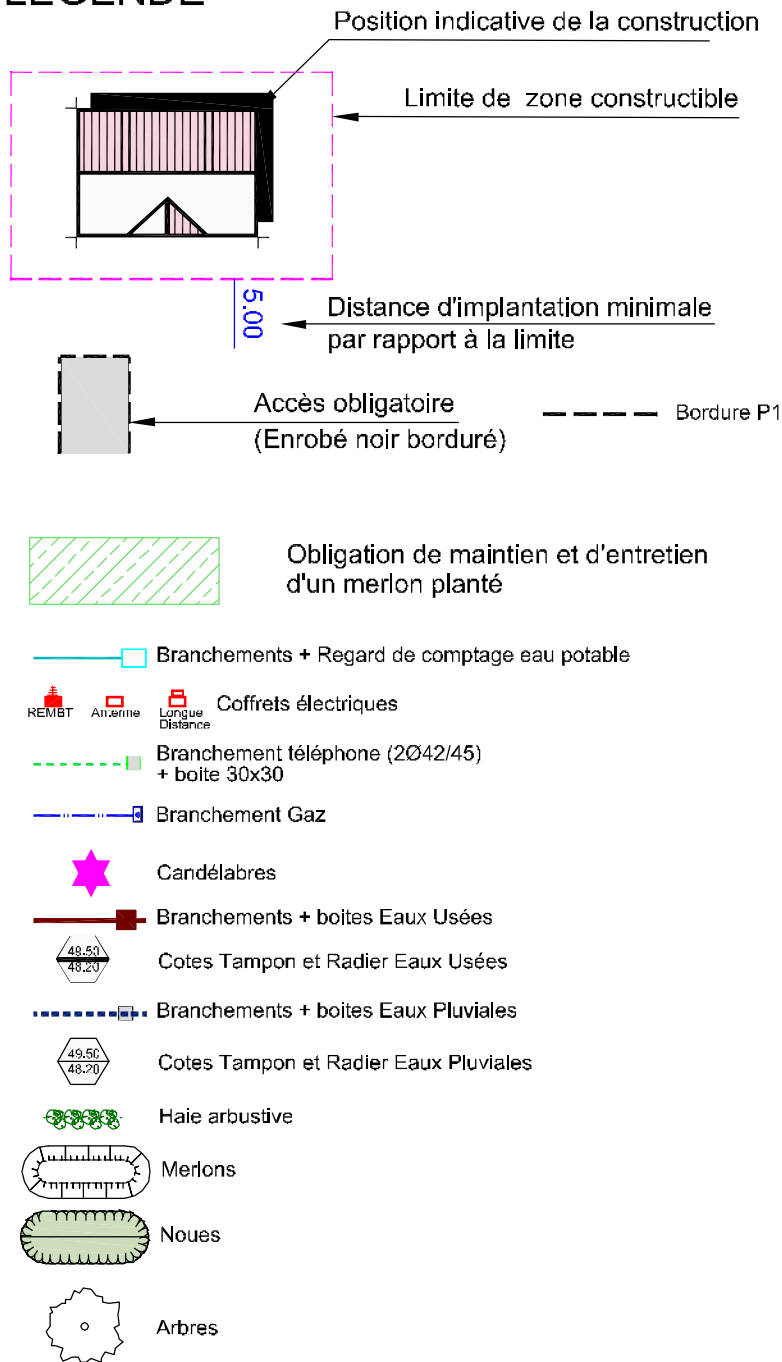 LEGENDE
Position indicative de la construction
Limite de zone constructible
5.00
Distance d'implantation minimale
par rapport à la limite
Accès obligatoire
(Enrobé noir borduré)
Bordure P1
Obligation de maintien et d'entretien
d'un merlon planté
Branchements + Regard de comptage eau potable
REMBT
Antenne
Longue
Distance
Coffrets électriques
Branchement téléphone (2Ø42/45)
+ boite 30x30
Branchement Gaz
Candélabres
Branchements + boites Eaux Usées
49.50
48.20
Cotes Tampon et Radier Eaux Usées
Branchements + boites Eaux Pluviales
49.50
48.20
Cotes Tampon et Radier Eaux Pluviales
Haie arbustive
Merlons
Noues
Arbres